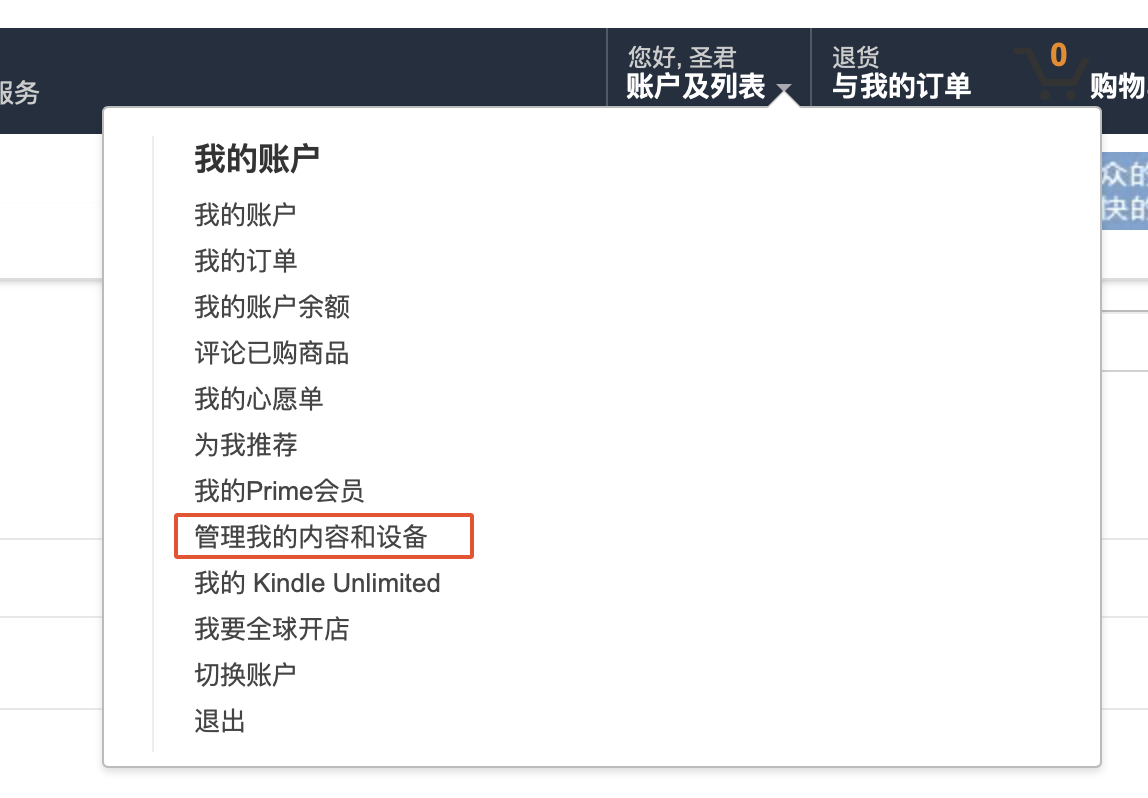 服务
您好, 圣君
账户及列表
退货
与我的订单
0
购物
众的
快的
我的账户
我的账户
我的订单
我的账户余额
评论已购商品
我的心愿单
为我推荐
我的Prime会员
管理我的内容和设备
我的 Kindle Unlimited
我要全球开店
切换账户
退出